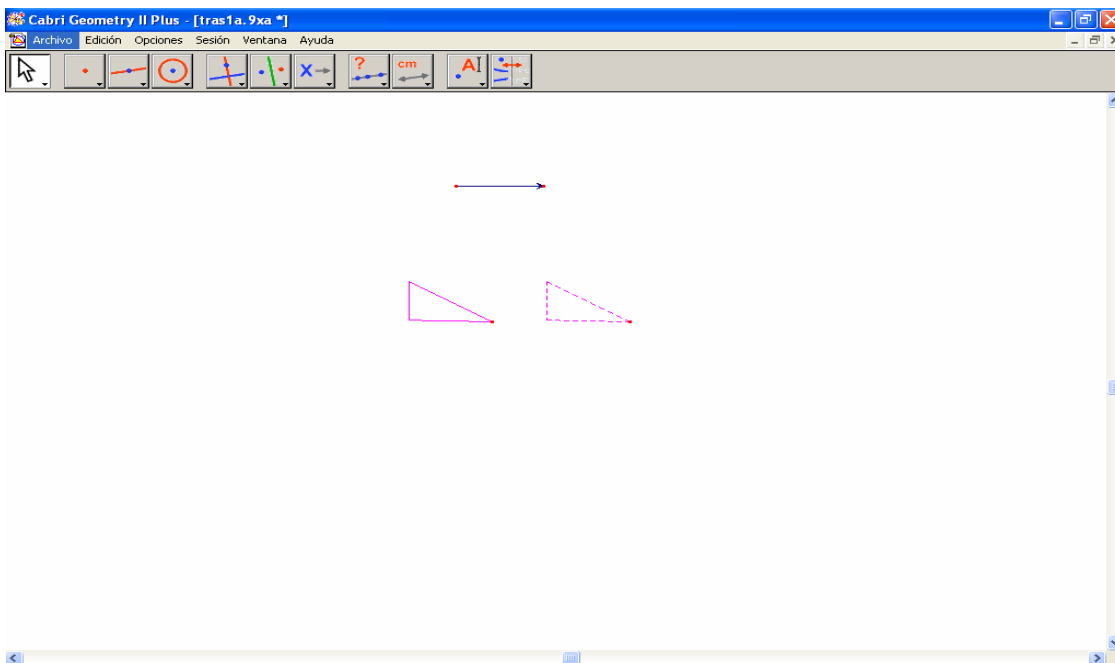 Cabri Geometry II Plus - [tras1a.9xa *]
Archivo Edición Opciones Sesión Ventana Ayuda
X ? cm A